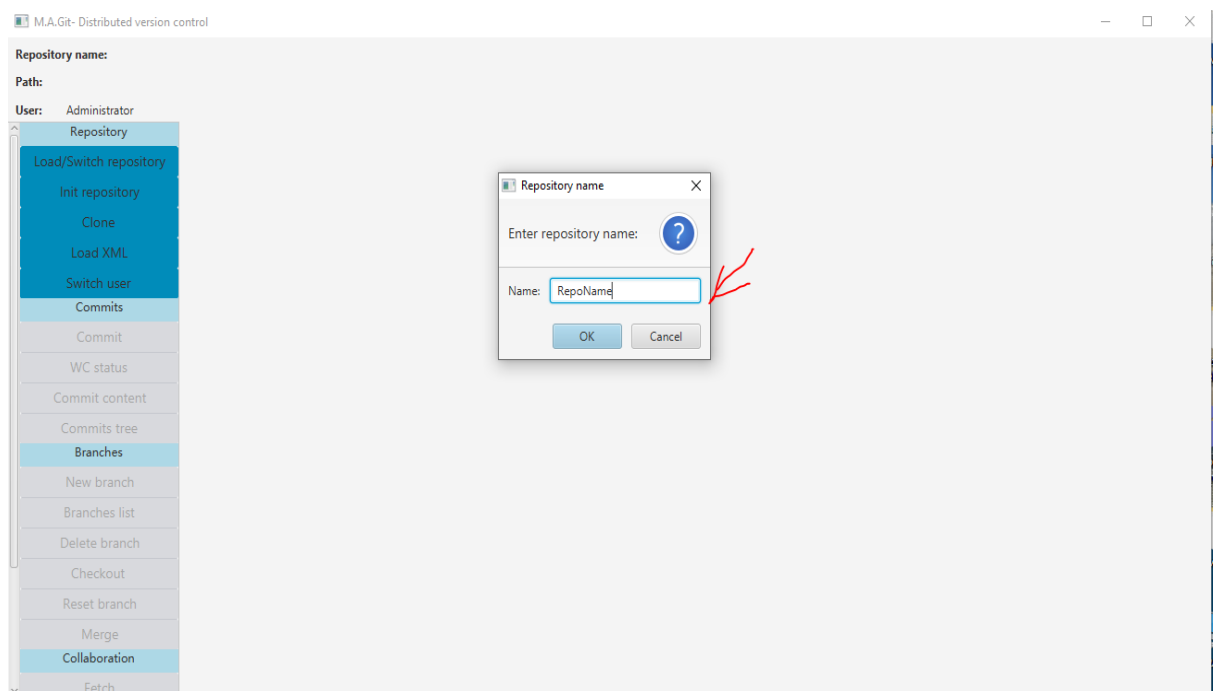 M.A.Git- Distributed version control
Repository name:
Path:
User: Administrator
Repository
Load/Switch repository
Init repository
Clone
Load XML
Switch user
Commits
Commit
WC status
Commit content
Commits tree
Branches
New branch
Branches list
Delete branch
Checkout
Reset branch
Merge
Collaboration
Fetch
Repository name
Enter repository name:
?
Name: RepoName
OK Cancel